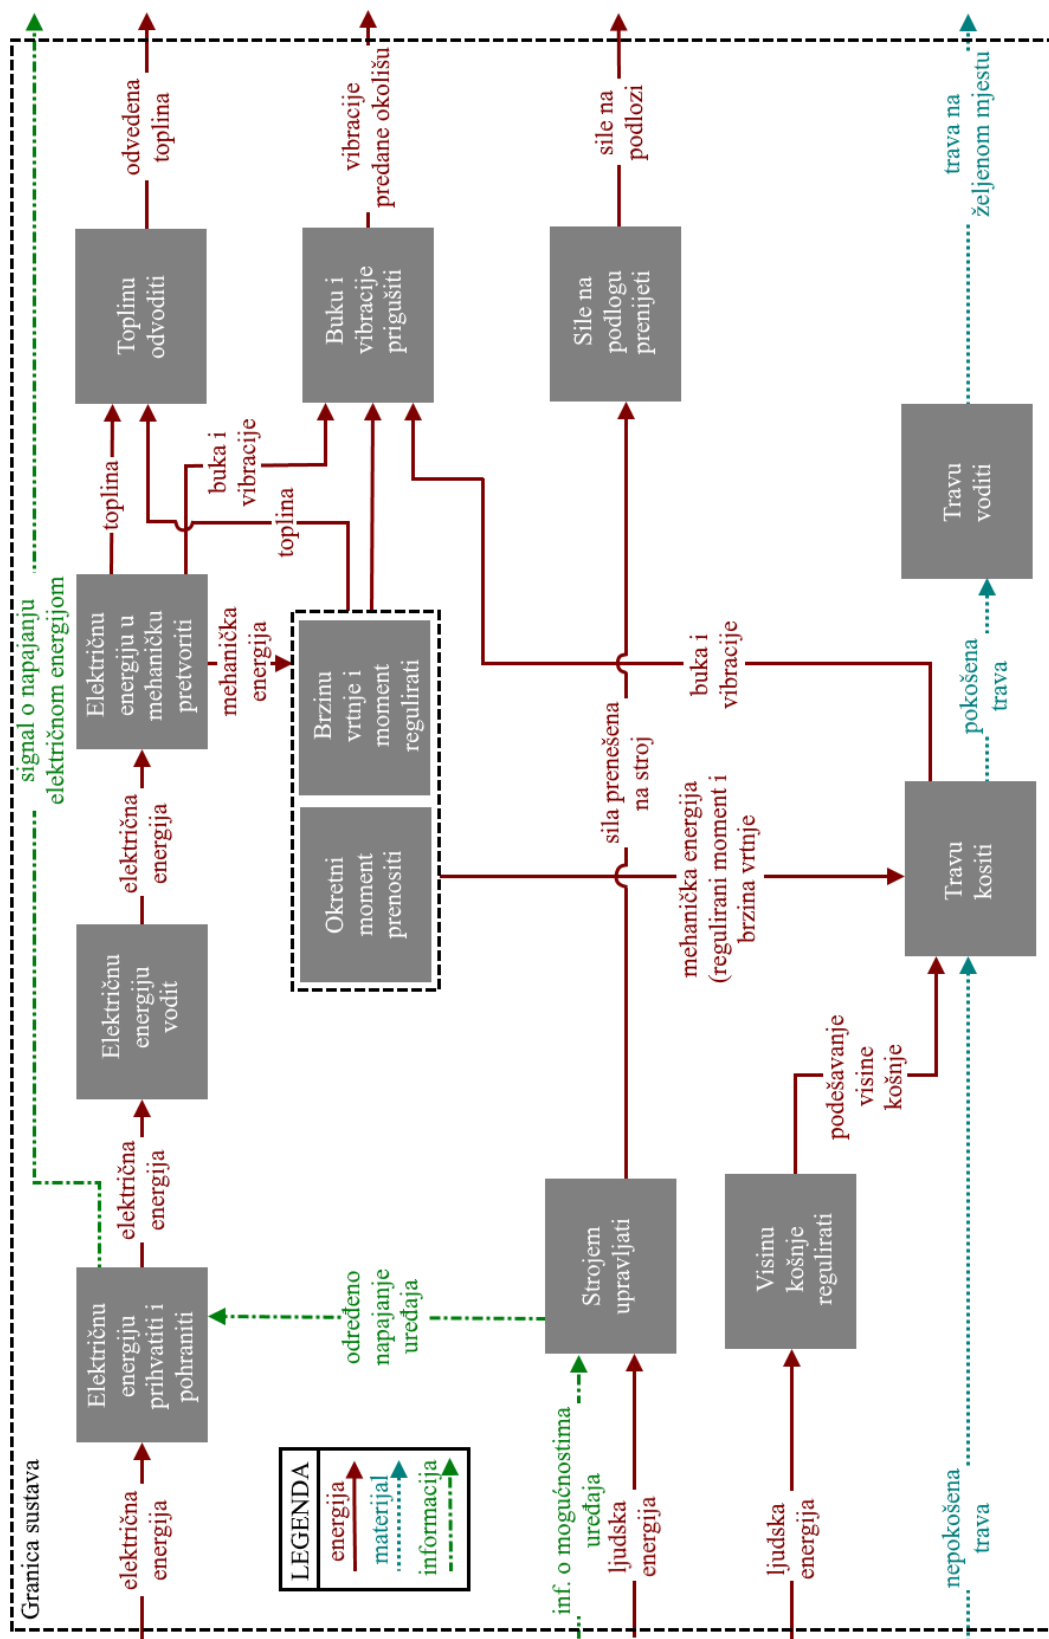 Granica sustava
signal o napajanju
električnom energijom
električna
energija
Električnu
energiju
prihvatiti i
pohraniti
električna
energija
Električnu
energiju
vodit
električna
energija
Električnu
energiju u
mehaničku
pretvoriti
toplina
Toplinu
odvoditi
odvedena
toplina
buka i
vibracije
mehanička
energija
toplina
Okretni
moment
prenositi
Brzinu
vrtnje i
moment
regulirati
Buku i
vibracije
prigušiti
vibracije
predane okolišu
LEGENDA
energija
materijal
informacija
određeno
napajanje
uređaja
inf. o mogućnostima
uređaja
ljudska
energija
Strojem
upravljati
sila prenešena
na stroj
Sile na
podlogu
prenijeti
sile na
podlozi
mehanička energija
(regulirani moment i
brzina vrtnje
buka i
vibracije
ljudska
energija
Visinu
košnje
regulirati
podešavanje
visine
košnje
nepokošena
trava
Travu
kositi
pokošena
trava
Travu
voditi
trava na
željenom mjestu